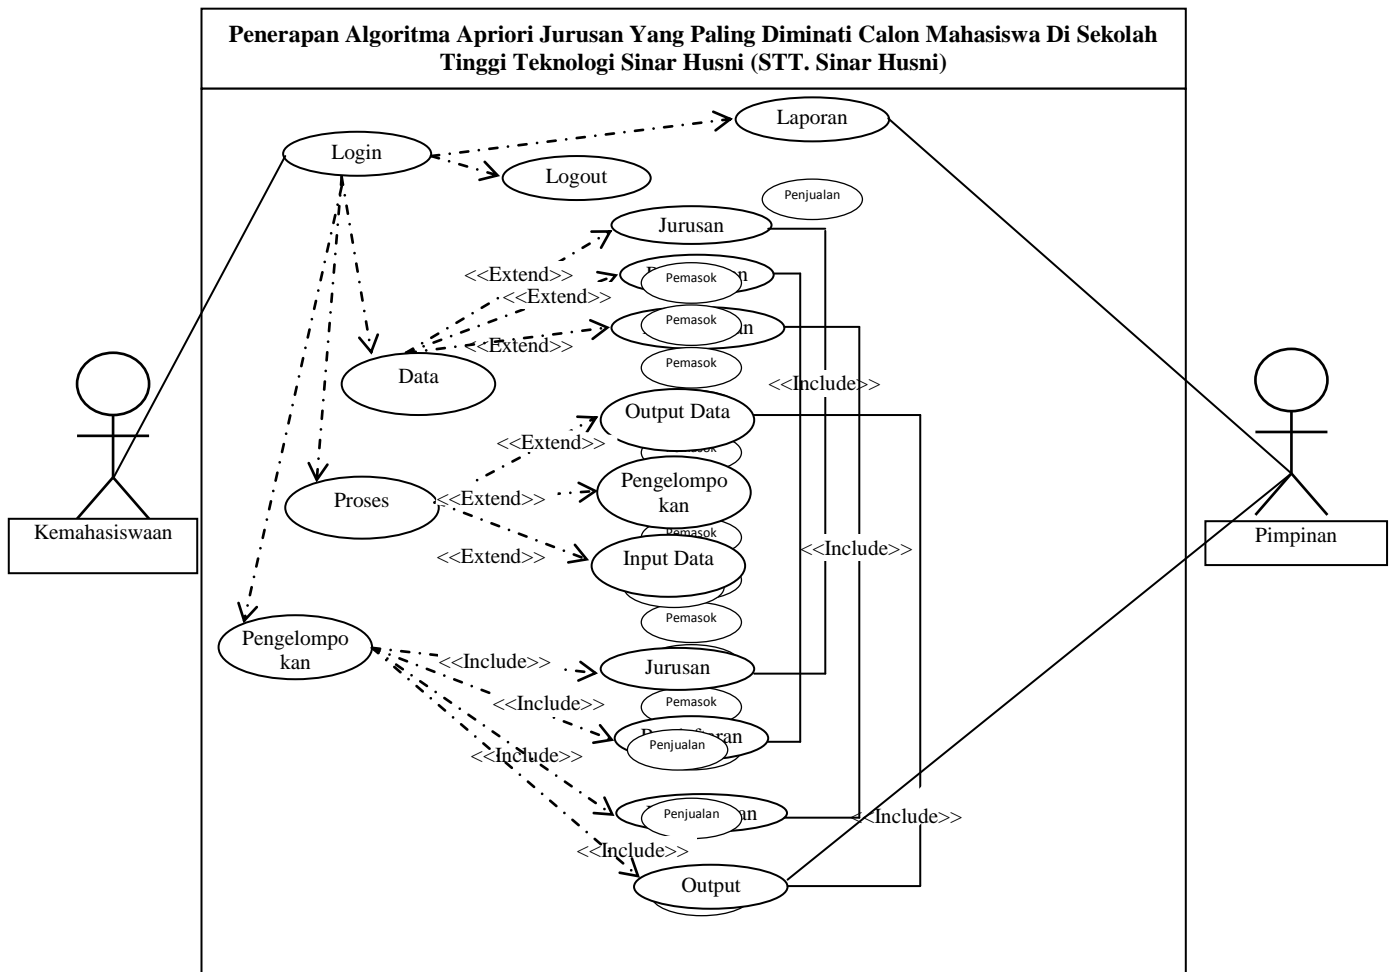 Penerapan Algoritma Apriori Jurusan Yang Paling Diminati Calon Mahasiswa Di Sekolah
Tinggi Teknologi Sinar Husni (STT. Sinar Husni)
Laporan
Login
Logout
Penjualan
Jurusan
<<Extend>>
Pemasok
<<Extend>>
Pemasok
<<Extend>>
Pemasok
Data
<<Include>>
Output Data
<<Extend>>
Pengelompo
kan
Proses
<<Extend>>
Kemahasiswaan
Pimpinan
Pemasok
<<Include>>
Input Data
<<Extend>>
Pemasok
Pengelompo
kan
<<Include>>
Jurusan
<<Include>>
Pemasok
Penjualan
<<Include>>
Penjualan
<<Include>>
<<Include>>
Output